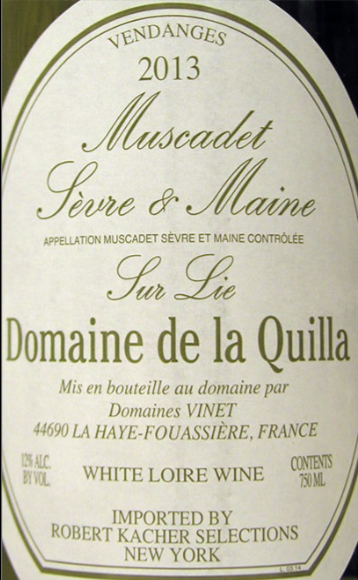 VENDANGES
2013
Muscadet
Sèvre & Maine
APPELLATION MUSCADET SÈVRE ET MAINE CONTRÔLÉE
Sur Lie
Domaine de la Quilla
Mis en bouteille au domaine par
Domaines VINET
44690 LA HAYE-FOUASSIÈRE, FRANCE
12% ALC.
BY VOL.
WHITE LOIRE WINE
CONTENTS
750 ML
IMPORTED BY
ROBERT KACHER SELECTIONS
NEW YORK